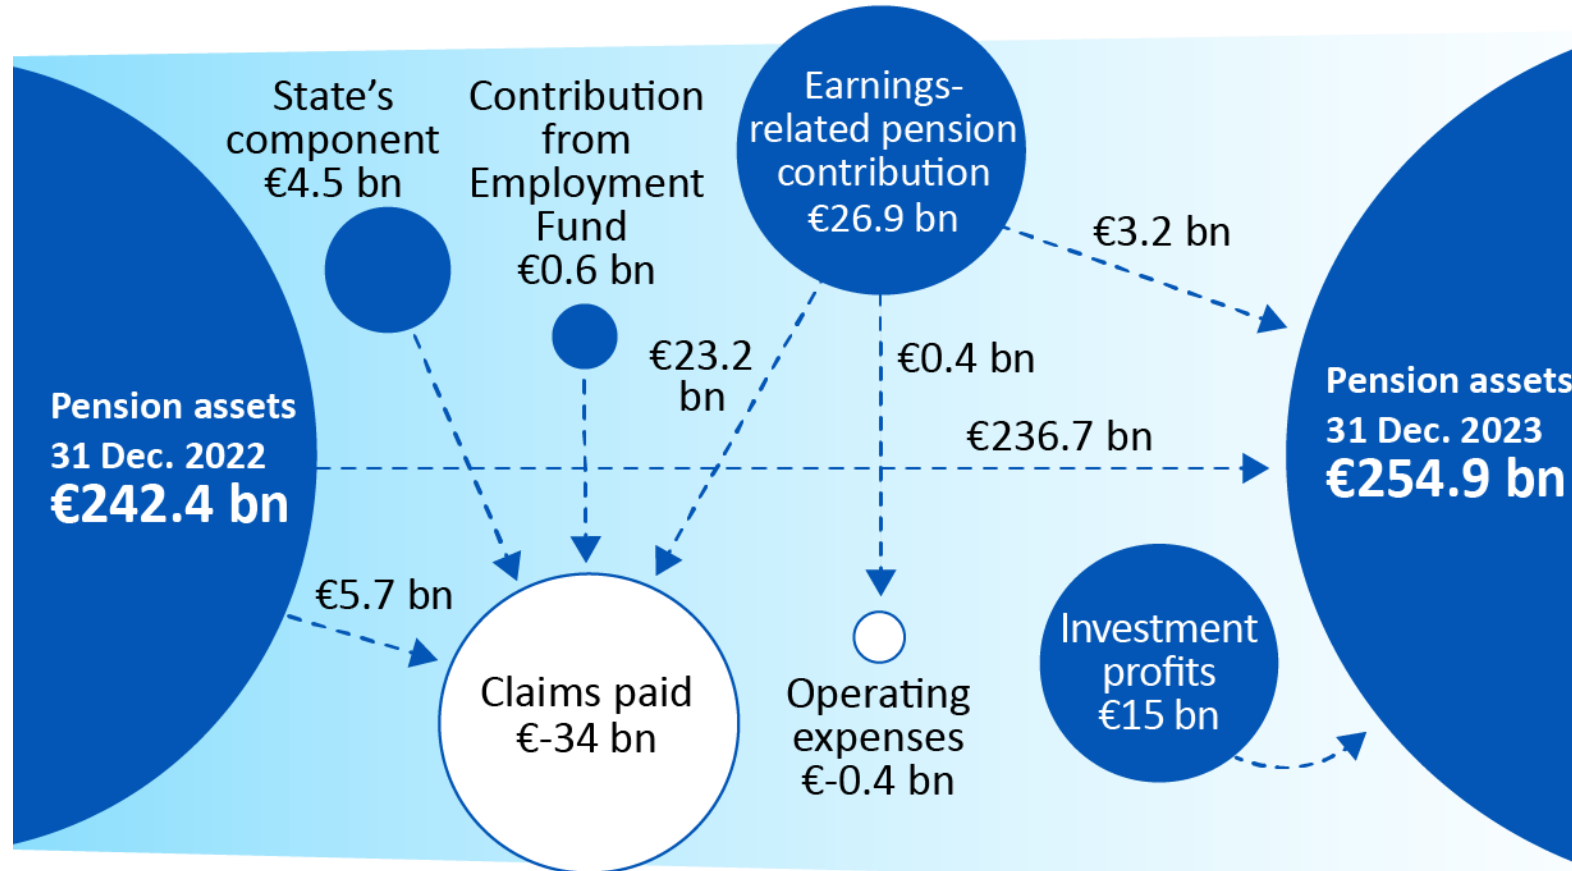 State’s
component
€4.5 bn
Contribution
from
Employment
Fund
€0.6 bn
Earnings-
related pension
contribution
€26.9 bn
€3.2 bn
€23.2
bn
€0.4 bn
€236.7 bn
Pension assets
31 Dec. 2022
€242.4 bn
Pension assets
31 Dec. 2023
€254.9 bn
€5.7 bn
Claims paid
€-34 bn
Operating
expenses
€-0.4 bn
Investment
profits
€15 bn